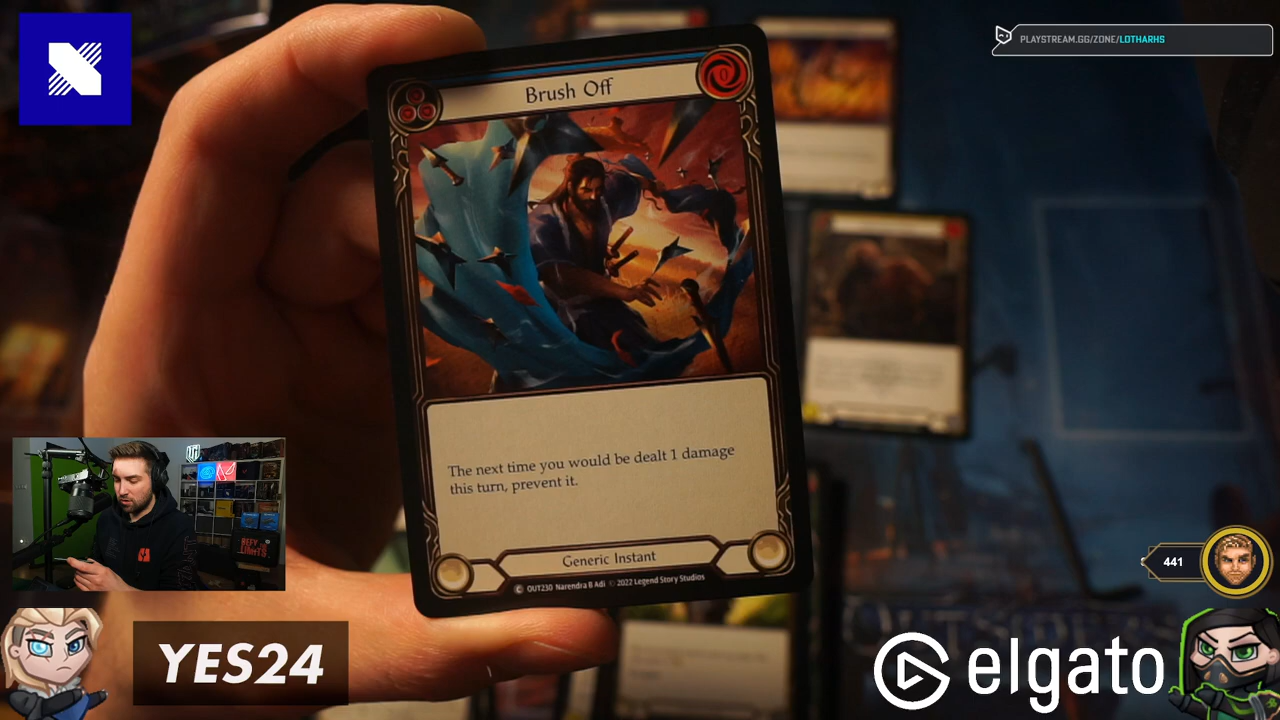 PLAYSTREAM.GG/ZONE/LOTHARHS
Brush Off
0
The next time you would be dealt 1 damage
this turn, prevent it.
Generic Instant
C OUT230 Narendra B Adi © 2022 Legend Story Studios
441
YES24
elgato